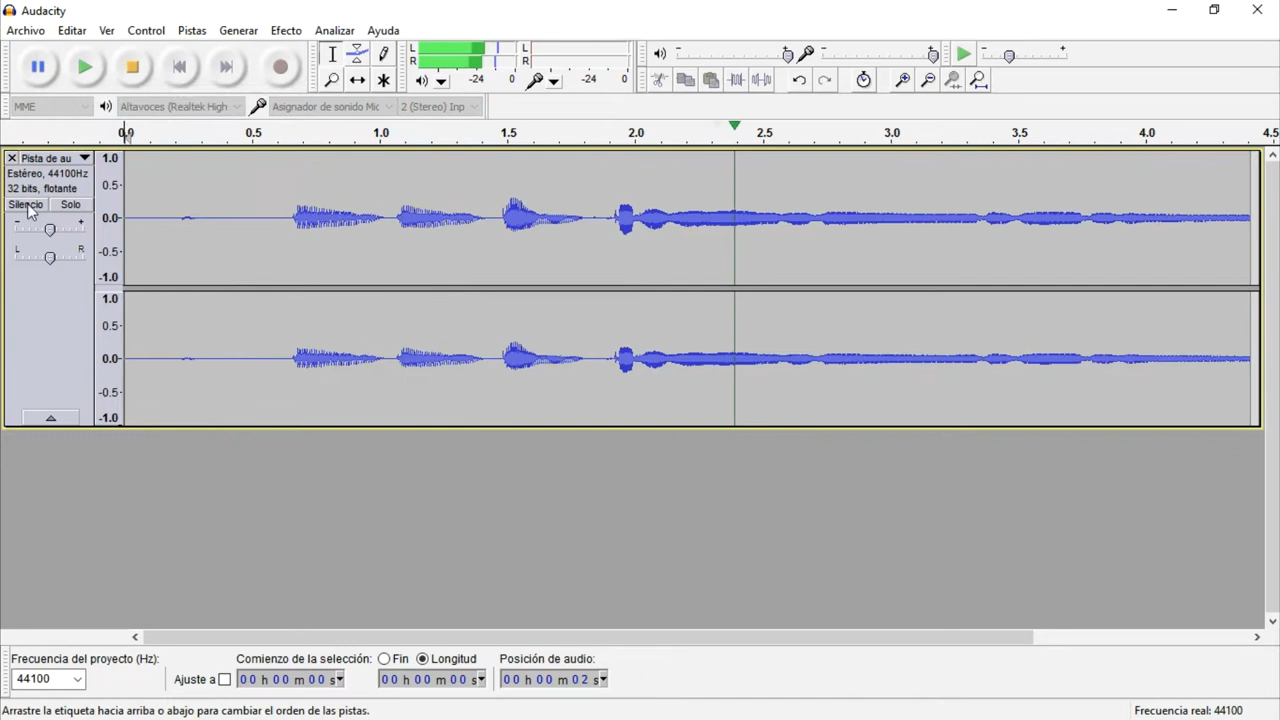 Audacity
Archivo Editar Ver Control Pistas Generar Efecto Analizar Ayuda
L L
R R
-24 0 -24 0
MME Altavoces (Realtek High Asignador de sonido Mic 2 (Stereo) Inp
0.0 0.5 1.0 1.5 2.0 2.5 3.0 3.5 4.0 4.5
Pista de au
Estéreo, 44100Hz
32 bits, flotante
Silencio Solo
- +
L R
1.0
0.5
0.0
-0.5
-1.0
1.0
0.5
0.0
-0.5
-1.0
Frecuencia del proyecto (Hz): Comienzo de la selección: Fin Longitud Posición de audio:
44100 Ajuste a 00 h 00 m 00 s 00 h 00 m 00 s 00 h 00 m 02 s
Arrastre la etiqueta hacia arriba o abajo para cambiar el orden de las pistas. Frecuencia real: 44100